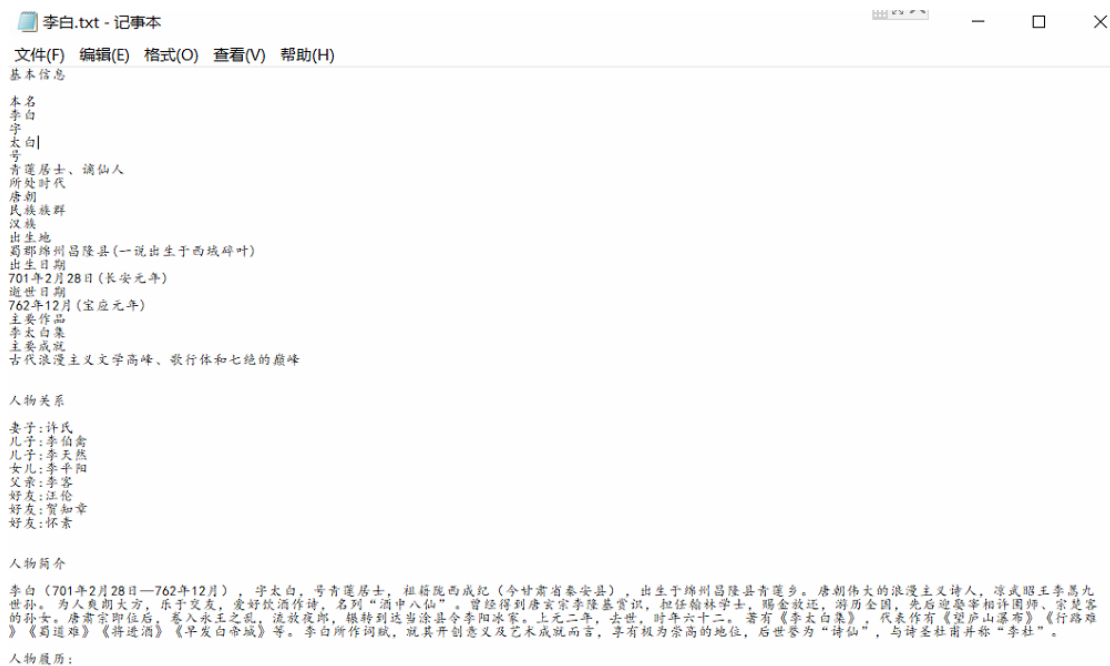 李白.txt - 记事本
文件(F) 编辑(E) 格式(O) 查看(V) 帮助(H)
基本信息
本名
李白
字
太白
号
青莲居士、谪仙人
所处时代
唐朝
民族族群
汉族
出生地
蜀郡绵州昌隆县(一说出生于西域碎叶)
出生日期
701年2月28日(长安元年)
逝世日期
762年12月(宝应元年)
主要作品
李太白集
主要成就
古代浪漫主义文学高峰、歌行体和七绝的巅峰
人物关系
妻子:许氏
儿子:李伯禽
儿子:李天然
女儿:李平阳
父亲:李客
好友:汪伦
好友:贺知章
好友:怀素
人物简介
李白（701年2月28日—762年12月），字太白，号青莲居士，祖籍陇西成纪（今甘肃省秦安县），出生于绵州昌隆县青莲乡。唐朝伟大的浪漫主义诗人，凉武昭王李暠九
世孙。 为人爽朗大方，乐于交友，爱好饮酒作诗，名列“酒中八仙”。曾经得到唐玄宗李隆基赏识，担任翰林学士，赐金放还，游历全国，先后迎娶宰相许圉师、宗楚客
的孙女。唐肃宗即位后，卷入永王之乱，流放夜郎，辗转到达当涂县令李阳冰家。上元二年，去世，时年六十二。 著有《李太白集》，代表作有《望庐山瀑布》《行路难
》《蜀道难》《将进酒》《早发白帝城》等。 李白所作词赋，就其开创意义及艺术成就而言，享有极为崇高的地位，后世誉为“诗仙”，与诗圣杜甫并称“李杜”。
人物履历: